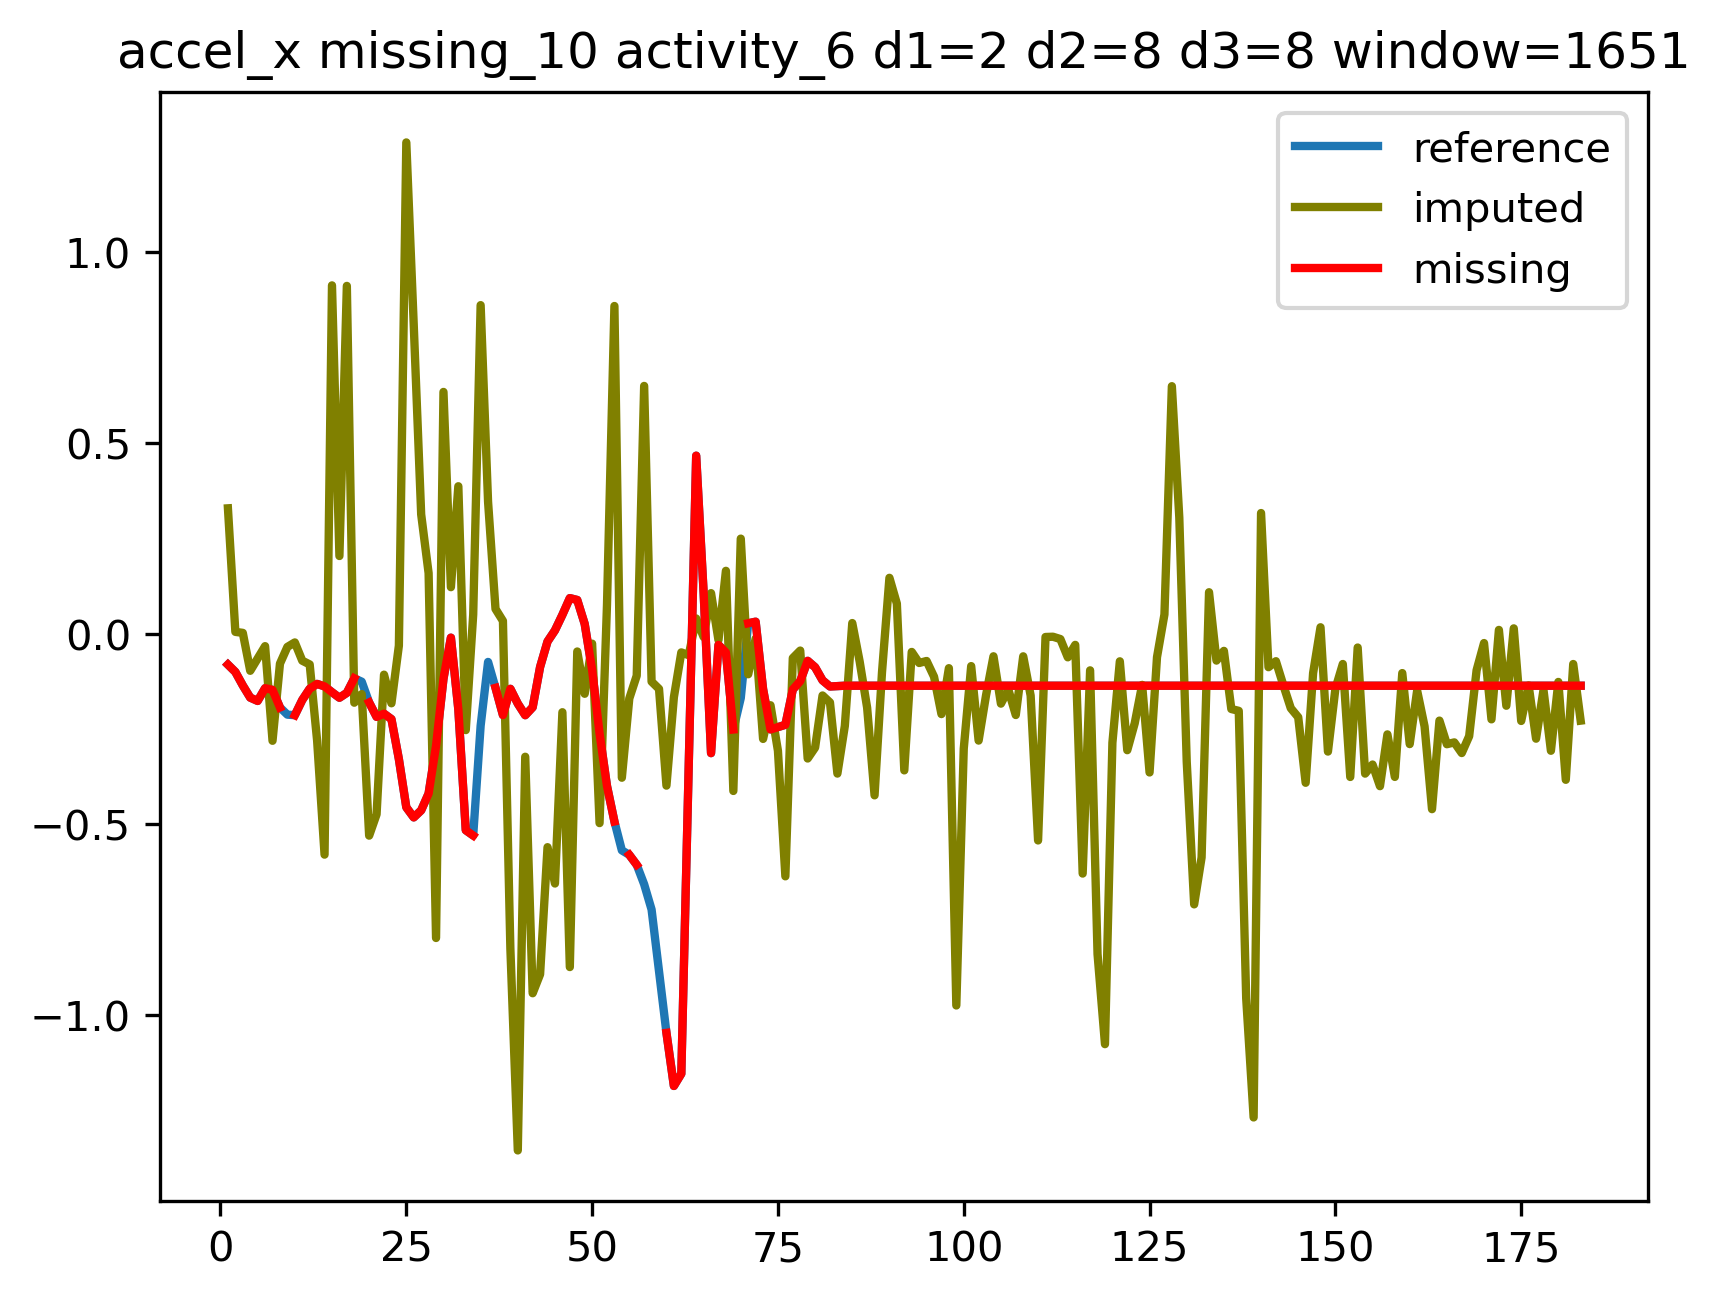 accel_x missing_10 activity_6 d1=2 d2=8 d3=8 window=1651
reference
imputed
missing
1.0
0.5
0.0
−0.5
−1.0
0 25 50 75 100 125 150 175